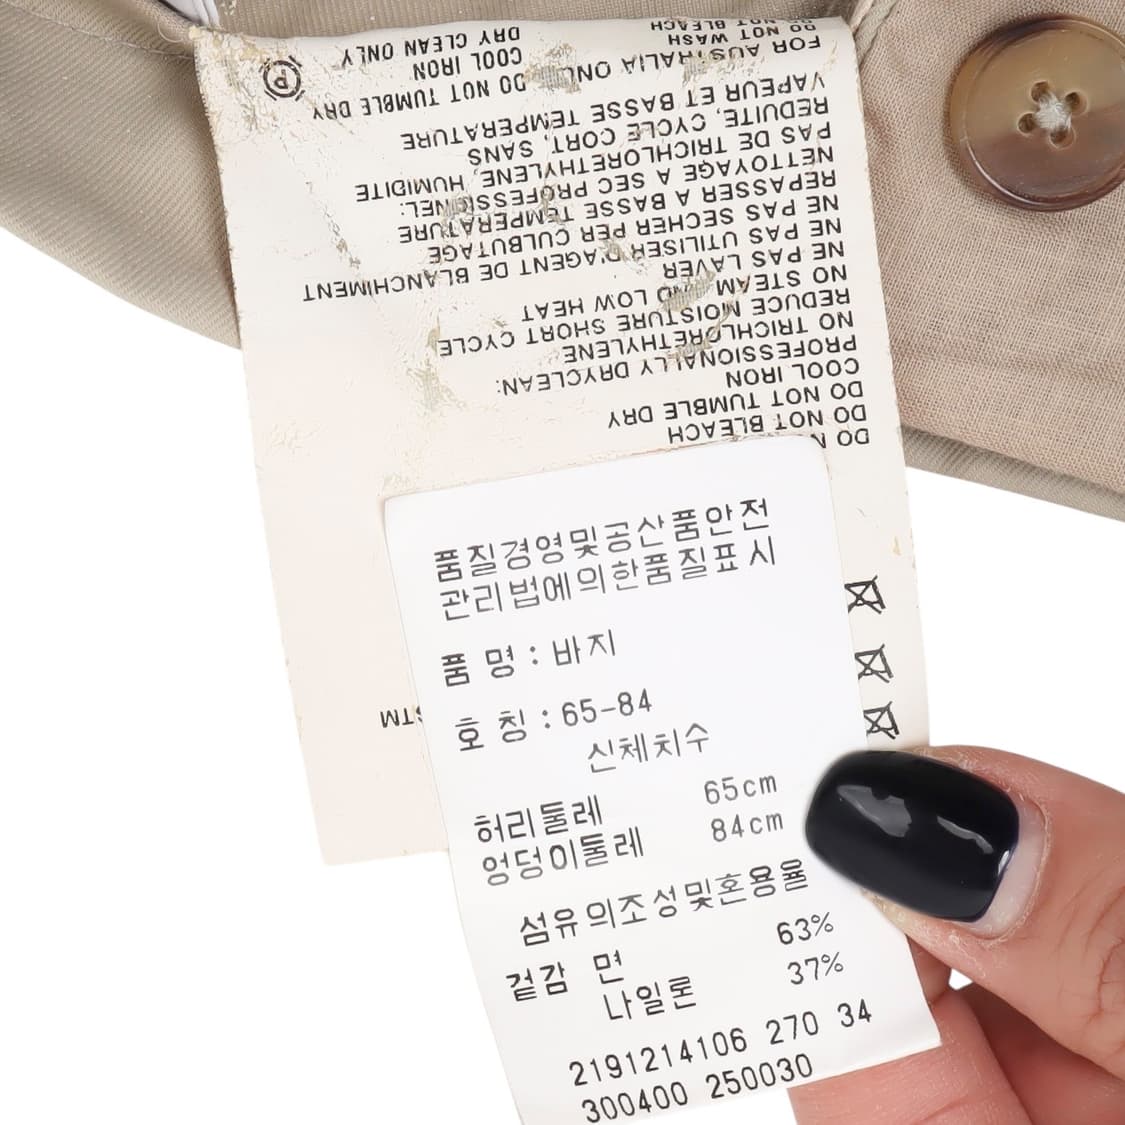 품질경영및공산품안전
관리법에의한품질표시
품 명 : 바지
호 칭 : 65-84
신체치수
허리둘레 65cm
엉덩이둘레 84cm
섬유의조성및혼용율
겉감 면 63%
나일론 37%
2191214106 270 34
300400 250030
DO
DO NOT BLEACH
DO NOT TUMBLE DRY
COOL IRON
PROFESSIONALLY DRYCLEAN:
NO TRICHLORETHYLENE
REDUCE MOISTURE SHORT CYCLE
NO STEAM NO LOW HEAT
NE PAS LAVER
NE PAS UTILISER D'AGENT DE BLANCHIMENT
NE PAS SECHER PER CULBUTAGE
REPASSER A BASSE TEMPERATURE
NETTOYAGE A SEC PROFESSIONEL:
PAS DE TRICHLORETHYLENE, HUMIDITE
REDUITE, CYCLE CORT, SANS
VAPEUR ET BASSE TEMPERATURE
FOR AUSTRALIA ONLY
DO NOT WASH
DO NOT BLEACH
DO NOT TUMBLE DRY
COOL IRON
DRY CLEAN ONLY
P